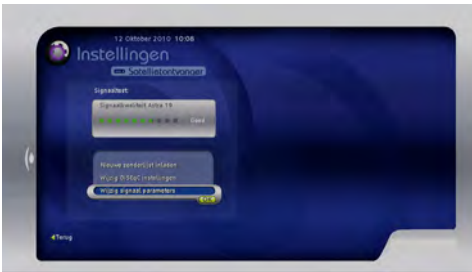 12 Oktober 2010 10:06
Instellingen
Satellietontvanger
Signaaltest:
Signaalkwaliteit Astra 19
Goed
Nieuwe zenderlijst inlezen
Wijzig DiSEqC instellingen
Wijzig signaal parameters
OK
Terug